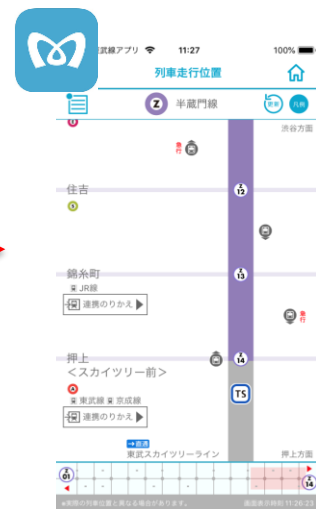 武線アプリ 11:27 100%
列車走行位置
Z 半蔵門線 更新 凡例
渋谷方面
急行
住吉
Z 12
錦糸町
Z 13
JR線
連携のりかえ▶
急行
押上
Z 14
<スカイツリー前>
TS
東武線 京成線
連携のりかえ▶
→直通
東武スカイツリーライン 押上方面
Z 01
Z 14
※実際の列車位置と異なる場合があります。 画面表示時刻 11:26:23